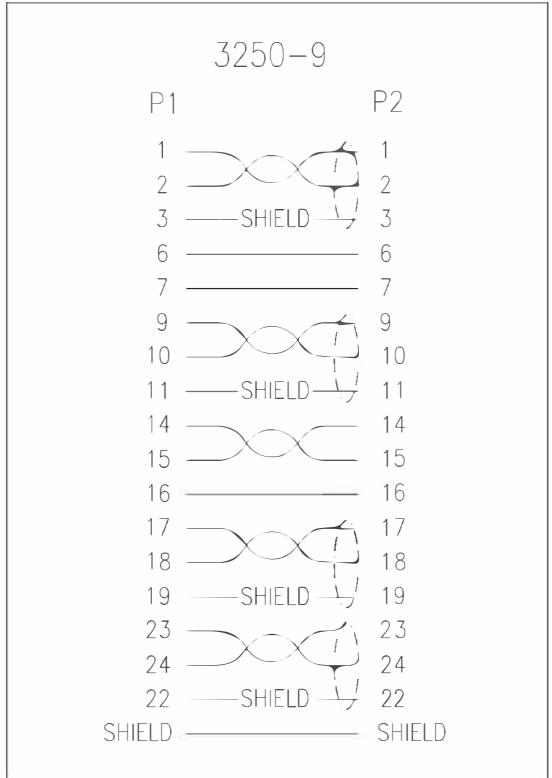 3250-9
P1 P2
1 1
2 2
3 SHIELD 3
6 6
7 7
9 9
10 10
11 SHIELD 11
14 14
15 15
16 16
17 17
18 18
19 SHIELD 19
23 23
24 24
22 SHIELD 22
SHIELD SHIELD